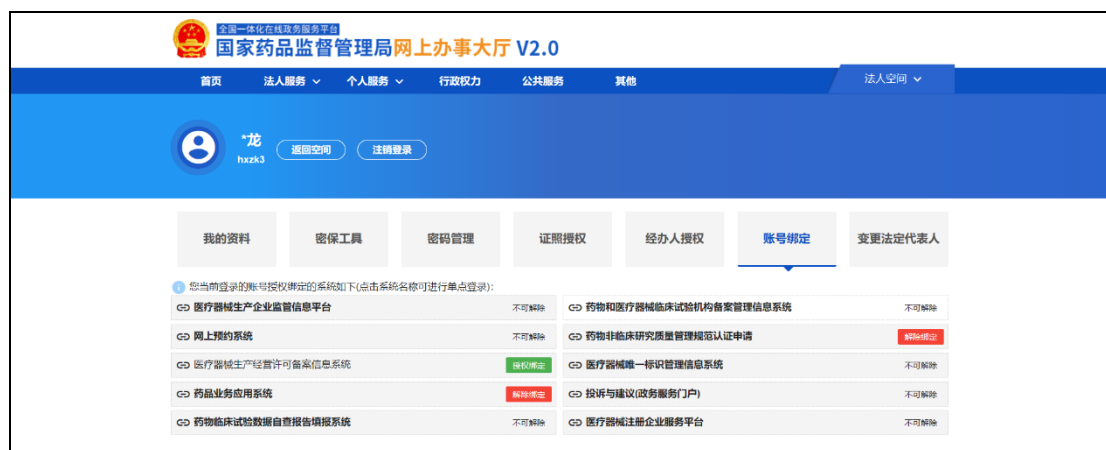 全国一体化在线政务服务平台
国家药品监督管理局网上办事大厅 V2.0
首页 法人服务 个人服务 行政权力 公共服务 其他 法人空间
*龙
hxzk3
返回空间 注销登录
我的资料 密保工具 密码管理 证照授权 经办人授权 账号绑定 变更法定代表人
您当前登录的账号授权绑定的系统如下(点击系统名称可进行单点登录):
医疗器械生产企业监管信息平台 不可解除 药物和医疗器械临床试验机构备案管理信息系统 不可解除
网上预约系统 不可解除 药物非临床研究质量管理规范认证申请 解除绑定
医疗器械生产经营许可备案信息系统 授权绑定 医疗器械唯一标识管理信息系统 不可解除
药品业务应用系统 解除绑定 投诉与建议(政务服务门户) 不可解除
药物临床试验数据自查报告填报系统 不可解除 医疗器械注册企业服务平台 不可解除